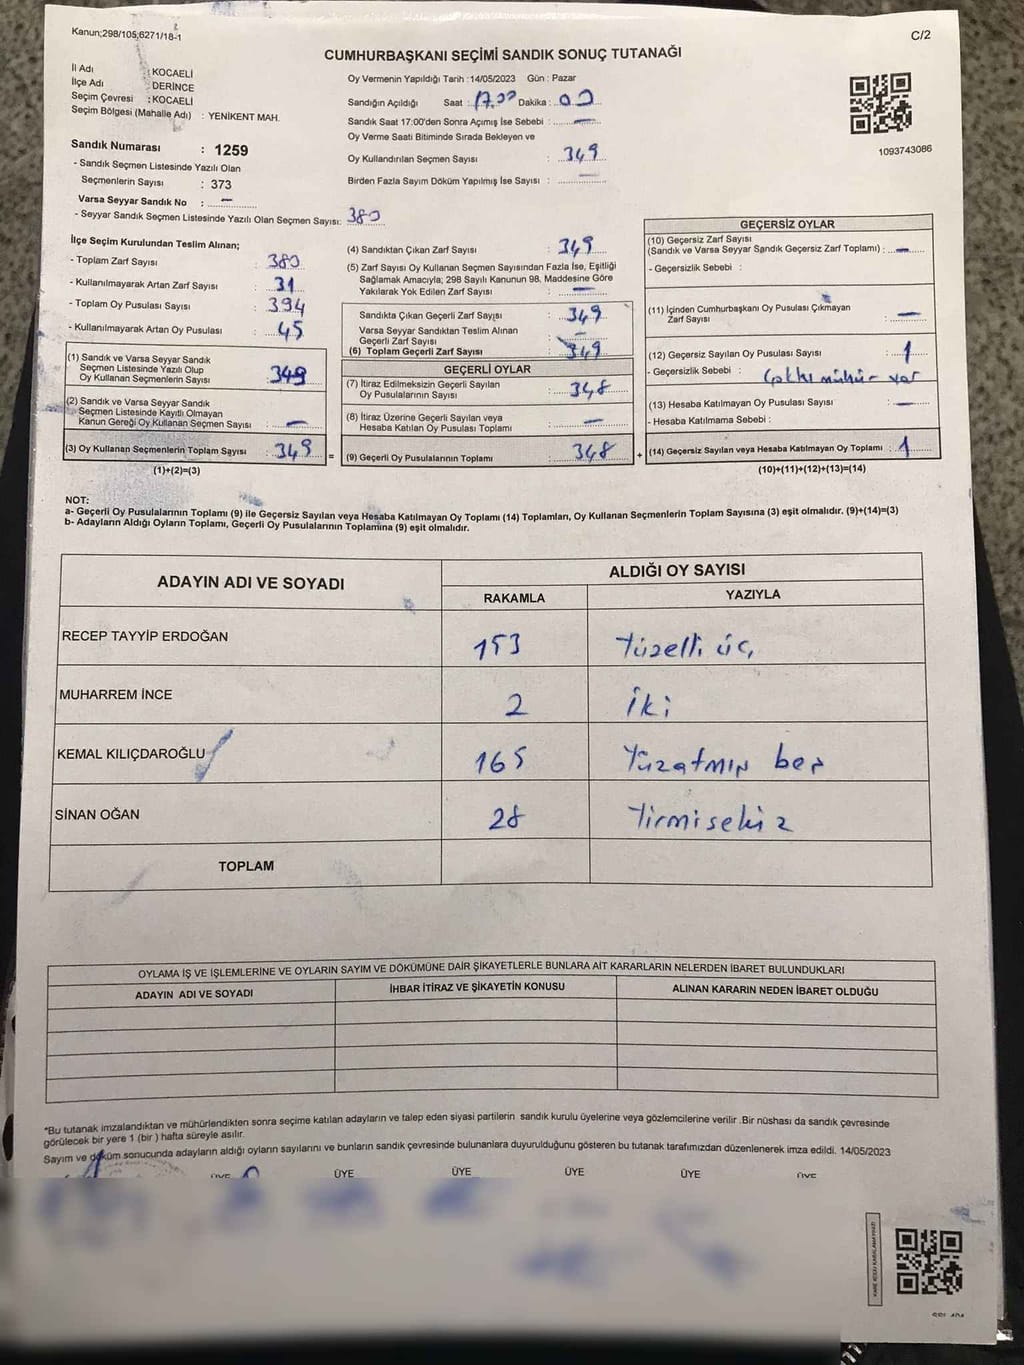 Kanun;298/105;6271/18-1
C/2
CUMHURBAŞKANI SEÇİMİ SANDIK SONUÇ TUTANAĞI
İl Adı : KOCAELİ
İlçe Adı : DERİNCE
Seçim Çevresi : KOCAELİ
Seçim Bölgesi (Mahalle Adı) : YENİKENT MAH.
Sandık Numarası : 1259
- Sandık Seçmen Listesinde Yazılı Olan
Seçmenlerin Sayısı : 373
Varsa Seyyar Sandık No : –
- Seyyar Sandık Seçmen Listesinde Yazılı Olan Seçmen Sayısı: 380
Oy Vermenin Yapıldığı Tarih :14/05/2023 Gün : Pazar
Sandığın Açıldığı Saat : 17.00 Dakika : 00
Sandık Saat 17:00'den Sonra Açımış İse Sebebi : –
Oy Verme Saati Bitiminde Sırada Bekleyen ve
Oy Kullandırılan Seçmen Sayısı : 349
Birden Fazla Sayım Döküm Yapılmış İse Sayısı : –
1093743086
İlçe Seçim Kurulundan Teslim Alınan;
- Toplam Zarf Sayısı : 380
- Kullanılmayarak Artan Zarf Sayısı : 31
- Toplam Oy Pusulası Sayısı : 394
- Kullanılmayarak Artan Oy Pusulası : 45
(1) Sandık ve Varsa Seyyar Sandık
Seçmen Listesinde Yazılı Olup
Oy Kullanan Seçmenlerin Sayısı : 349
(2) Sandık ve Varsa Seyyar Sandık
Seçmen Listesinde Kayıtlı Olmayan
Kanun Gereği Oy Kullanan Seçmen Sayısı : –
(3) Oy Kullanan Seçmenlerin Toplam Sayısı : 349
(1)+(2)=(3)
=
(4) Sandıktan Çıkan Zarf Sayısı : 349
(5) Zarf Sayısı Oy Kullanan Seçmen Sayısından Fazla İse, Eşitliği
Sağlamak Amacıyla; 298 Sayılı Kanunun 98. Maddesine Göre
Yakılarak Yok Edilen Zarf Sayısı : –
Sandıkta Çıkan Geçerli Zarf Sayısı : 349
Varsa Seyyar Sandıktan Teslim Alınan
Geçerli Zarf Sayısı : –
(6) Toplam Geçerli Zarf Sayısı : 349
GEÇERLİ OYLAR
(7) İtiraz Edilmeksizin Geçerli Sayılan
Oy Pusulalarının Sayısı : 348
(8) İtiraz Üzerine Geçerli Sayılan veya
Hesaba Katılan Oy Pusulası Toplamı : –
(9) Geçerli Oy Pusulalarının Toplamı : 348
+
GEÇERSİZ OYLAR
(10) Geçersiz Zarf Sayısı
(Sandık ve Varsa Seyyar Sandık Geçersiz Zarf Toplamı) : –
- Geçersizlik Sebebi :
(11) İçinden Cumhurbaşkanı Oy Pusulası Çıkmayan
Zarf Sayısı : –
(12) Geçersiz Sayılan Oy Pusulası Sayısı : 1
- Geçersizlik Sebebi : mühür var
(13) Hesaba Katılmayan Oy Pusulası Sayısı : –
- Hesaba Katılmama Sebebi :
(14) Geçersiz Sayılan veya Hesaba Katılmayan Oy Toplamı : 1
(10)+(11)+(12)+(13)=(14)
NOT:
a- Geçerli Oy Pusulalarının Toplamı (9) ile Geçersiz Sayılan veya Hesaba Katılmayan Oy Toplamı (14) Toplamları, Oy Kullanan Seçmenlerin Toplam Sayısına (3) eşit olmalıdır. (9)+(14)=(3)
b- Adayların Aldığı Oyların Toplamı, Geçerli Oy Pusulalarının Toplamına (9) eşit olmalıdır.
ADAYIN ADI VE SOYADI
ALDIĞI OY SAYISI
RAKAMLA YAZIYLA
RECEP TAYYİP ERDOĞAN 153 Yüzelli üç
MUHARREM İNCE 2 İki
KEMAL KILIÇDAROĞLU 165 Yüzatmış beş
SİNAN OĞAN 28 Yirmisekiz
TOPLAM
OYLAMA İŞ VE İŞLEMLERİNE VE OYLARIN SAYIM VE DÖKÜMÜNE DAİR ŞİKAYETLERLE BUNLARA AİT KARARLARIN NELERDEN İBARET BULUNDUKLARI
ADAYIN ADI VE SOYADI İHBAR İTİRAZ VE ŞİKAYETİN KONUSU ALINAN KARARIN NEDEN İBARET OLDUĞU
*Bu tutanak imzalandıktan ve mühürlendikten sonra seçime katılan adayların ve talep eden siyasi partilerin sandık kurulu üyelerine veya gözlemcilerine verilir .Bir nüshası da sandık çevresinde
görülecek bir yere 1 (bir ) hafta süreyle asılır.
Sayım ve döküm sonucunda adayların aldığı oyların sayılarını ve bunların sandık çevresinde bulunanlara duyurulduğunu gösteren bu tutanak tarafımızdan düzenlenerek imza edildi. 14/05/2023
ÜYE ÜYE ÜYE ÜYE ÜYE ÜYE